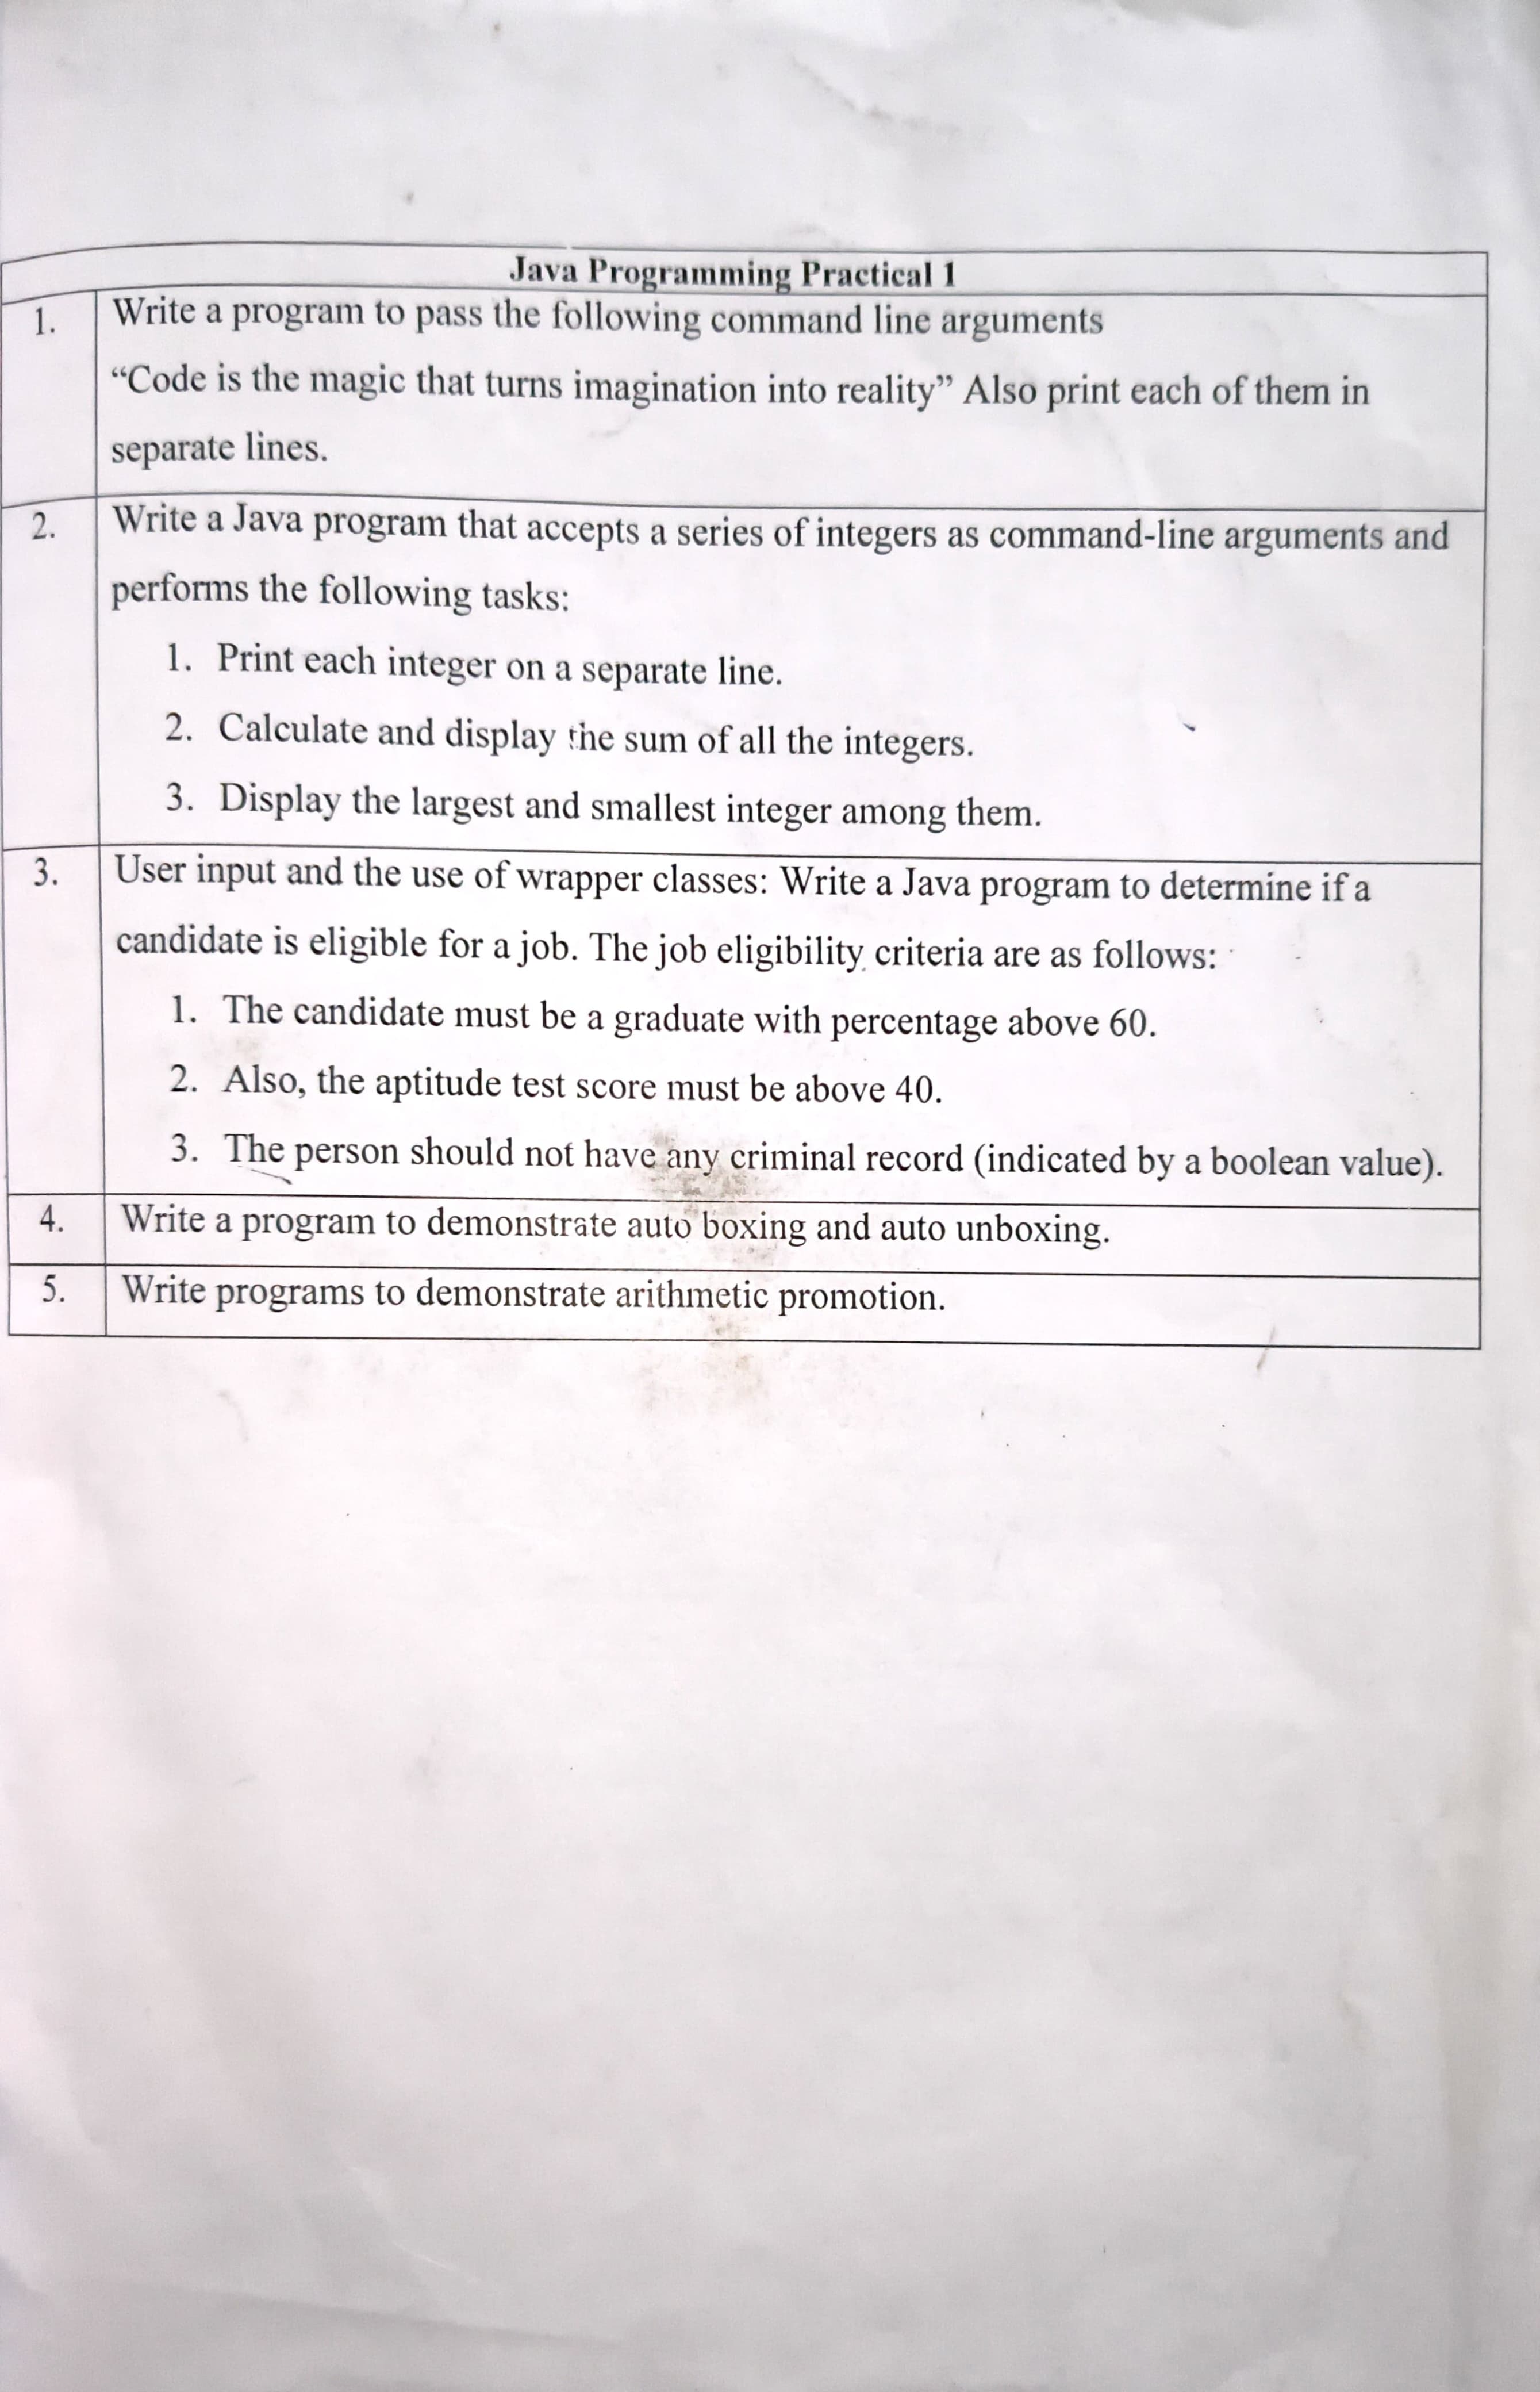 Java Programming Practical 1
1. Write a program to pass the following command line arguments
“Code is the magic that turns imagination into reality” Also print each of them in
separate lines.
2. Write a Java program that accepts a series of integers as command-line arguments and
performs the following tasks:
1. Print each integer on a separate line.
2. Calculate and display the sum of all the integers.
3. Display the largest and smallest integer among them.
3. User input and the use of wrapper classes: Write a Java program to determine if a
candidate is eligible for a job. The job eligibility criteria are as follows:
1. The candidate must be a graduate with percentage above 60.
2. Also, the aptitude test score must be above 40.
3. The person should not have any criminal record (indicated by a boolean value).
4. Write a program to demonstrate auto boxing and auto unboxing.
5. Write programs to demonstrate arithmetic promotion.